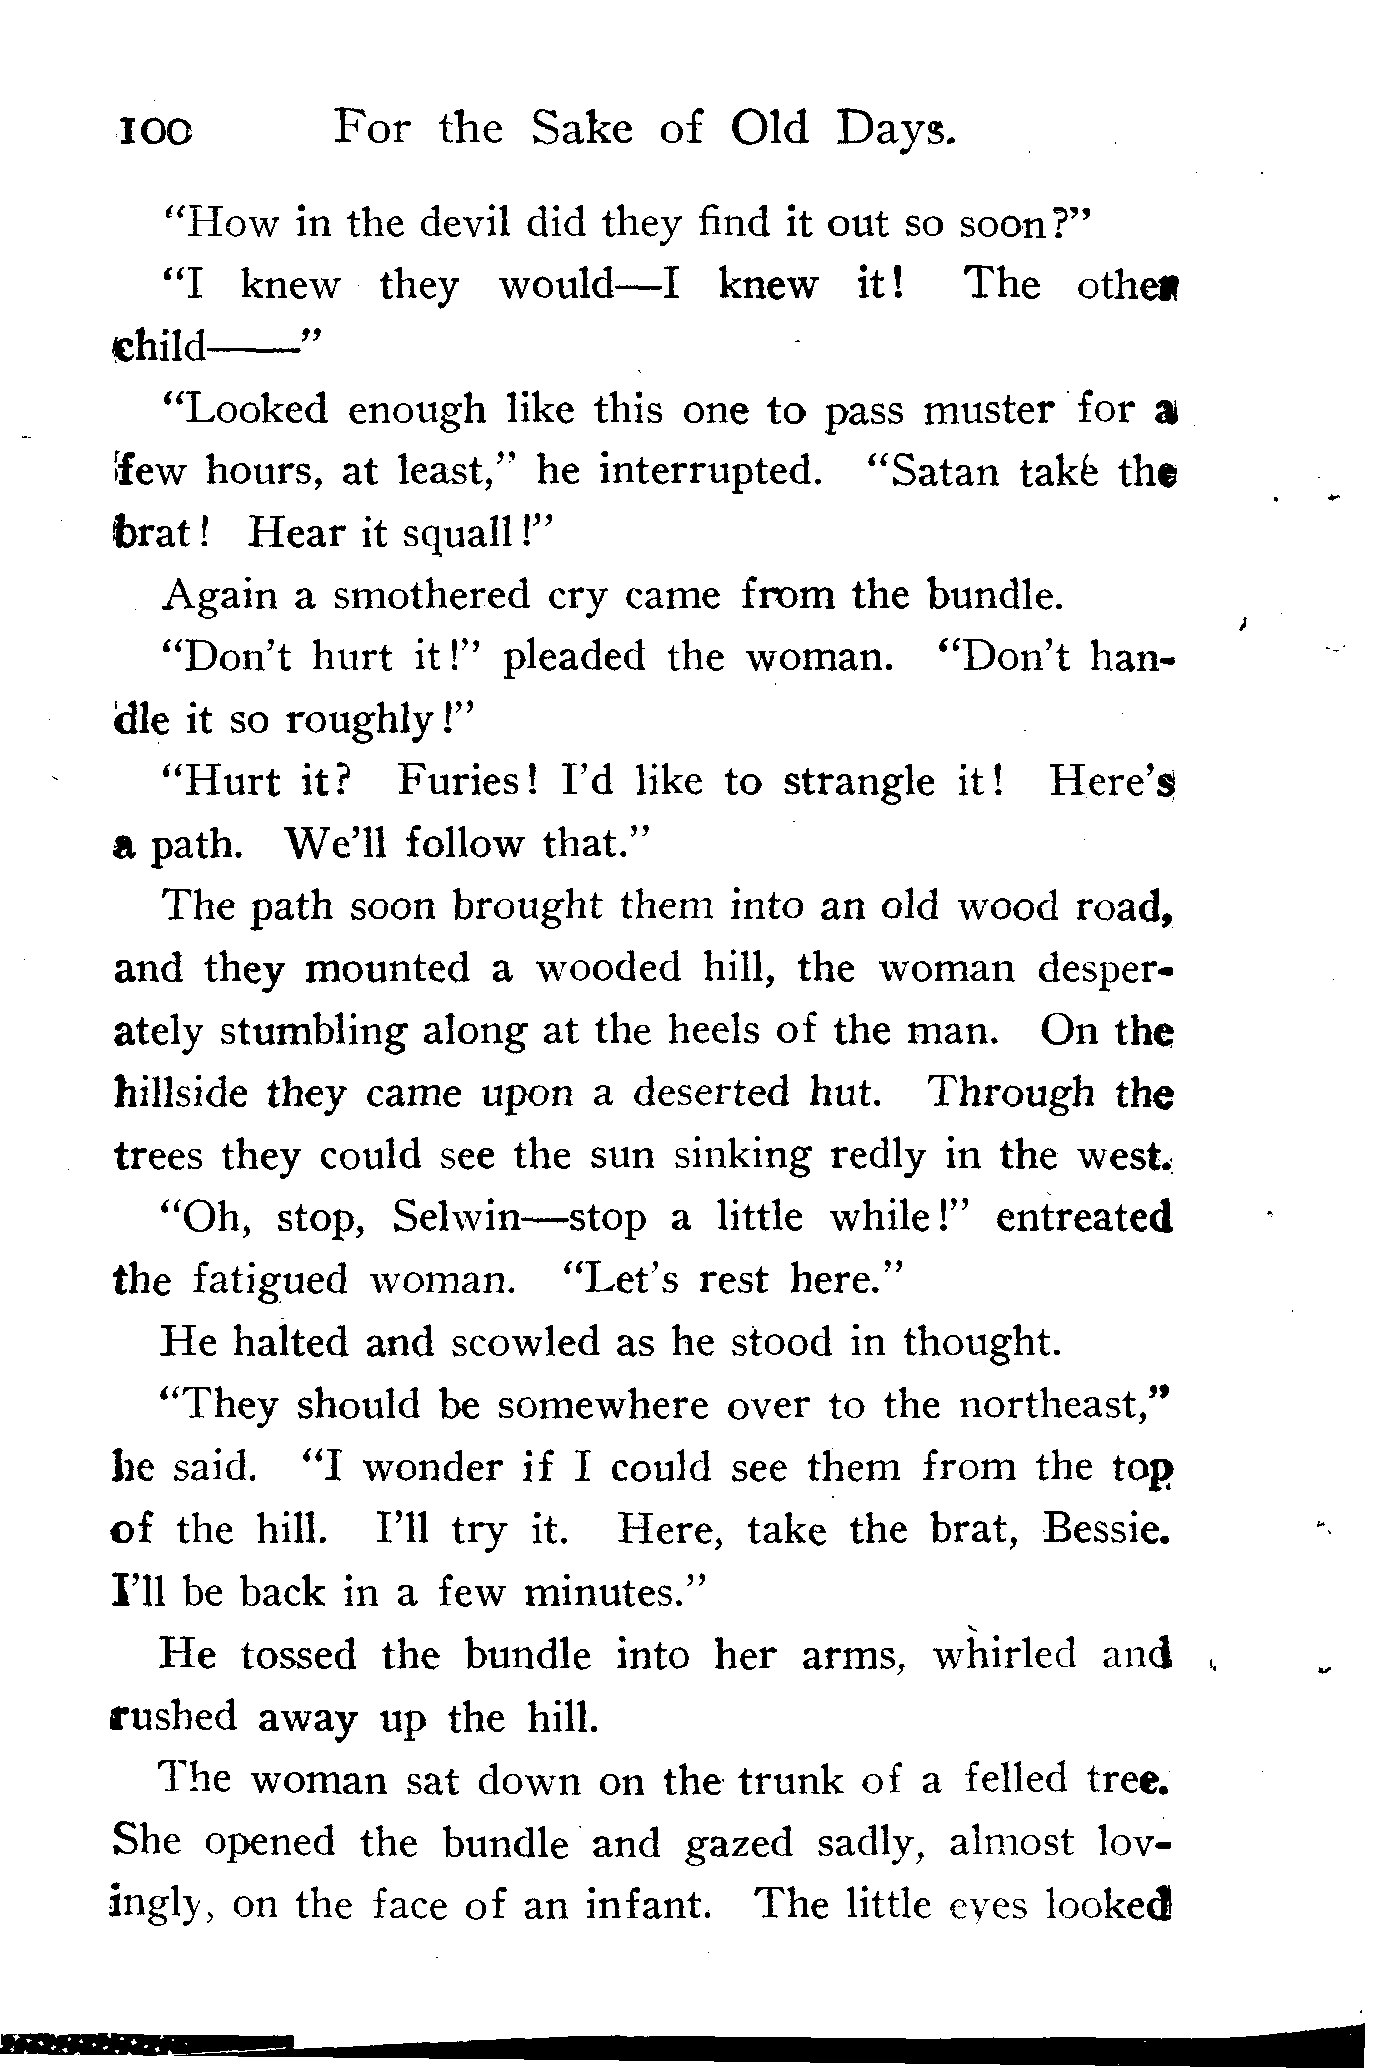 100 For the Sake of Old Days.
"How in the devil did they find it out so soon?"
"I knew they would—I knew it! The other
child——"
"Looked enough like this one to pass muster for a
few hours, at least," he interrupted. "Satan take the
brat! Hear it squall!"
Again a smothered cry came from the bundle.
"Don't hurt it!" pleaded the woman. "Don't han-
dle it so roughly!"
"Hurt it? Furies! I'd like to strangle it! Here's
a path. We'll follow that."
The path soon brought them into an old wood road,
and they mounted a wooded hill, the woman desper-
ately stumbling along at the heels of the man. On the
hillside they came upon a deserted hut. Through the
trees they could see the sun sinking redly in the west.
"Oh, stop, Selwin—stop a little while!" entreated
the fatigued woman. "Let's rest here."
He halted and scowled as he stood in thought.
"They should be somewhere over to the northeast,"
he said. "I wonder if I could see them from the top
of the hill. I'll try it. Here, take the brat, Bessie.
I'll be back in a few minutes."
He tossed the bundle into her arms, whirled and
rushed away up the hill.
The woman sat down on the trunk of a felled tree.
She opened the bundle and gazed sadly, almost lov-
ingly, on the face of an infant. The little eyes looked